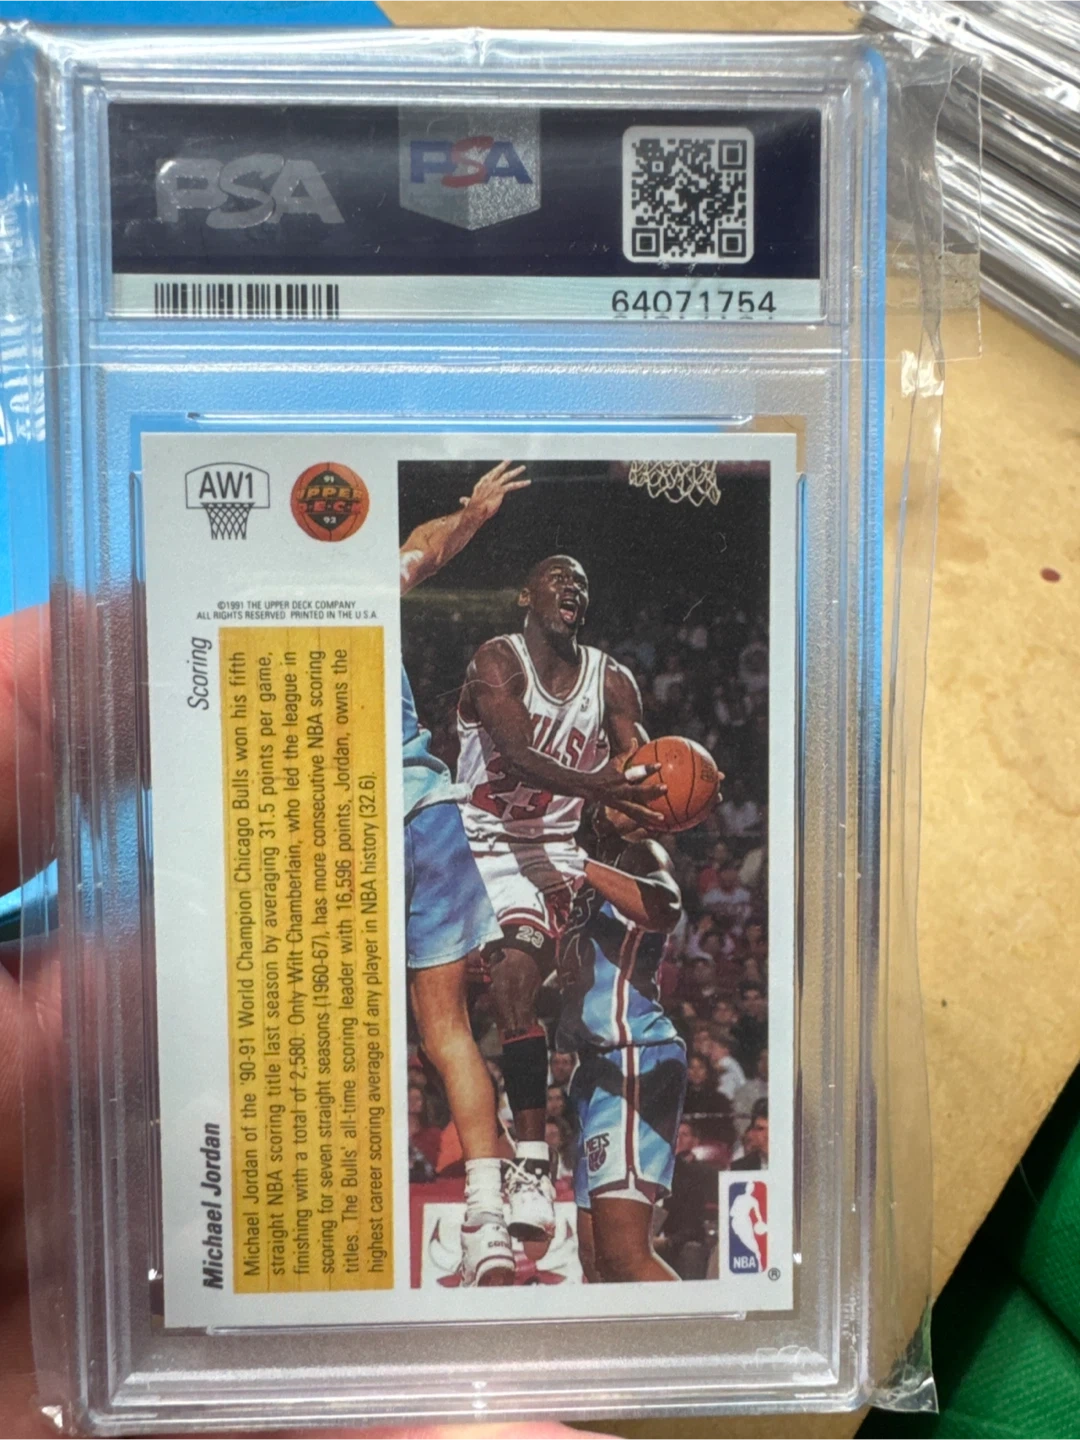 PSA
PSA
64071754
AW1
91
UPPER
DECK
92
©1991 THE UPPER DECK COMPANY
ALL RIGHTS RESERVED PRINTED IN THE U.S.A.
Michael Jordan
Scoring
Michael Jordan of the '90-91 World Champion Chicago Bulls won his fifth
straight NBA scoring title last season by averaging 31.5 points per game,
finishing with a total of 2,580. Only Wilt Chamberlain, who led the league in
scoring for seven straight seasons (1960-67), has more consecutive NBA scoring
titles. The Bulls' all-time scoring leader with 16,596 points, Jordan, owns the
highest career scoring average of any player in NBA history (32.6).
BULLS
23
23
NETS
NBA
®